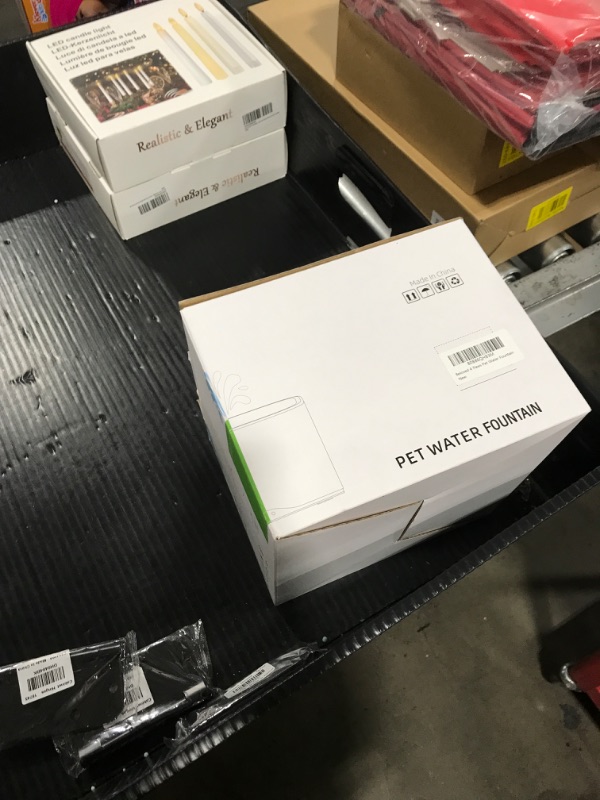 LED candle light
LED-Kerzenlicht
Luce di candela a led
Lumière de bougie led
Luz led para velas
Realistic & Elegant
Realistic & Elegant
Made in China
PET WATER FOUNTAIN